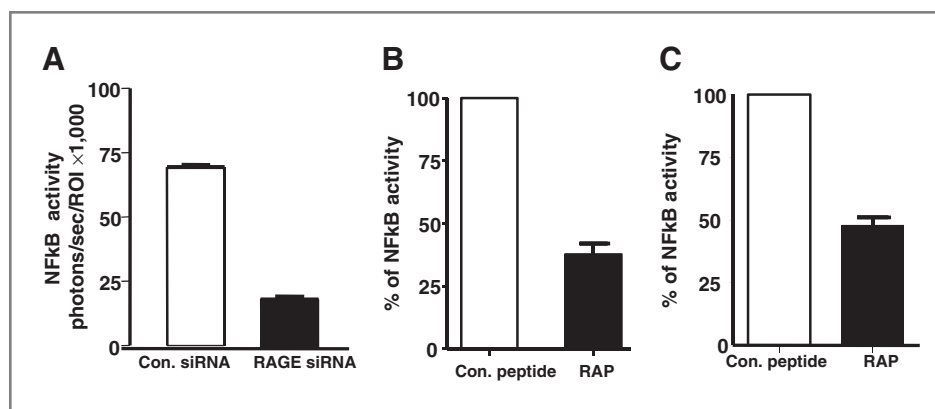 A
NFkB activity
photons/sec/ROI ×1,000
100
75
50
25
0
Con. siRNA
RAGE siRNA
B
% of NFkB activity
100
75
50
25
0
Con. peptide
RAP
C
% of NFkB activity
100
75
50
25
0
Con. peptide
RAP